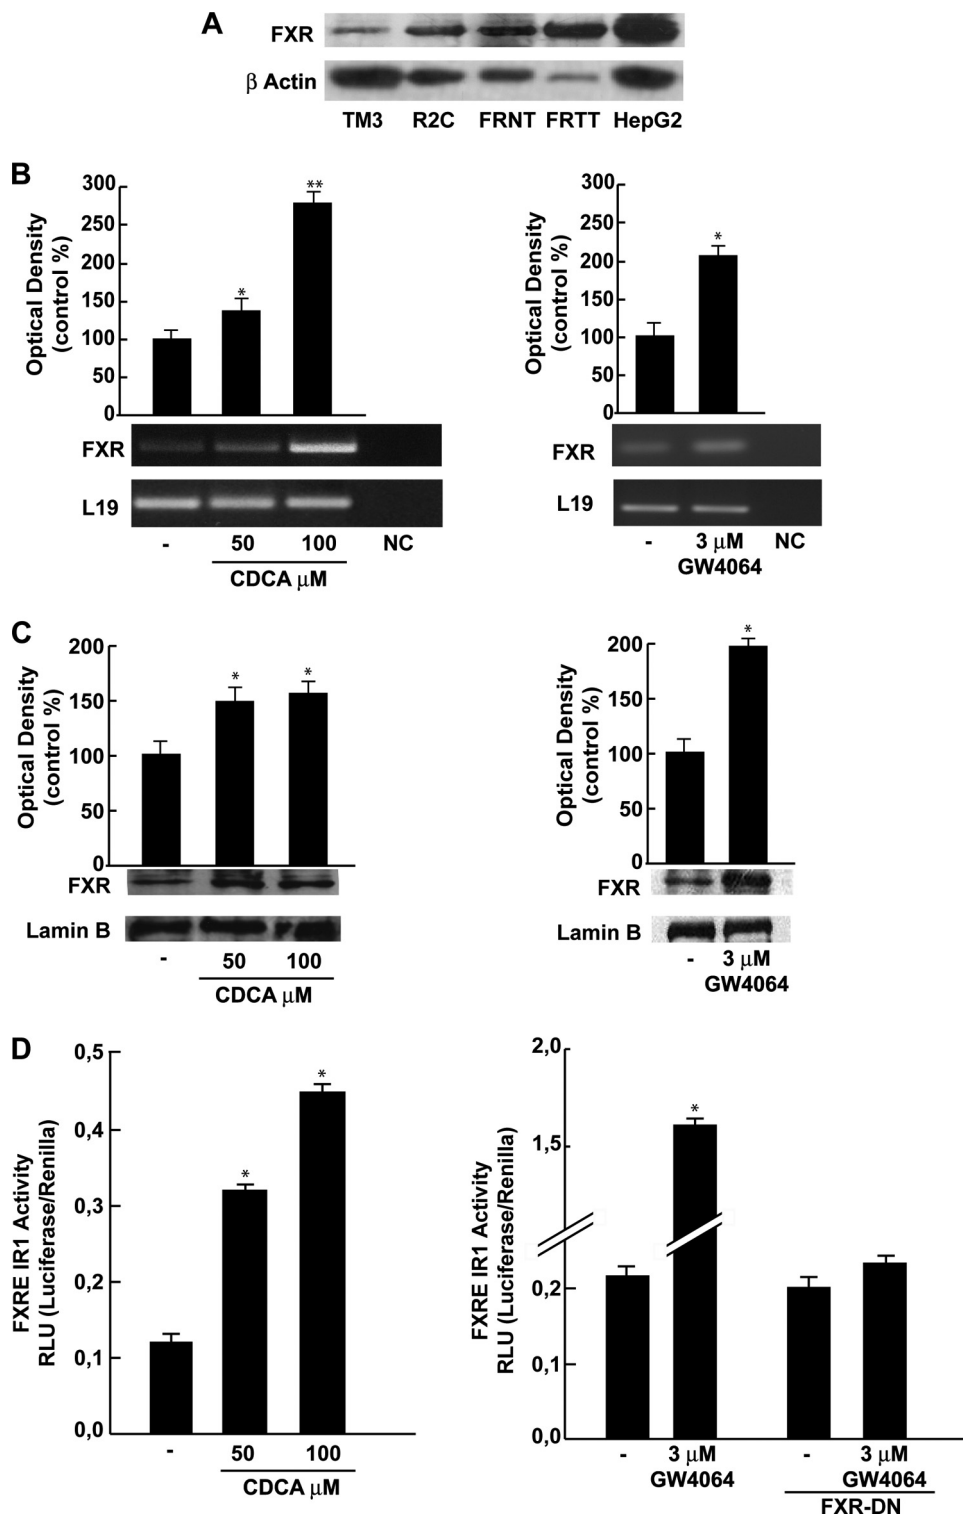 A
FXR
β Actin
TM3 R2C FRNT FRTT HepG2
B
Optical Density
(control %)
300
250
200
150
100
50
0
*
**
FXR
L19
- 50 100 NC
CDCA μM
Optical Density
(control %)
300
250
200
150
100
50
0
*
FXR
L19
- 3 μM NC
GW4064
C
Optical Density
(control %)
200
150
100
50
0
*
*
FXR
Lamin B
- 50 100
CDCA μM
Optical Density
(control %)
200
150
100
50
0
*
FXR
Lamin B
- 3 μM
GW4064
D
FXRE IR1 Activity
RLU (Luciferase/Renilla)
0,5
0,4
0,3
0,2
0,1
0,0
*
*
- 50 100
CDCA μM
FXRE IR1 Activity
RLU (Luciferase/Renilla)
2,0
1,5
0,2
0,1
0,0
*
- 3 μM - 3 μM
GW4064 GW4064
FXR-DN